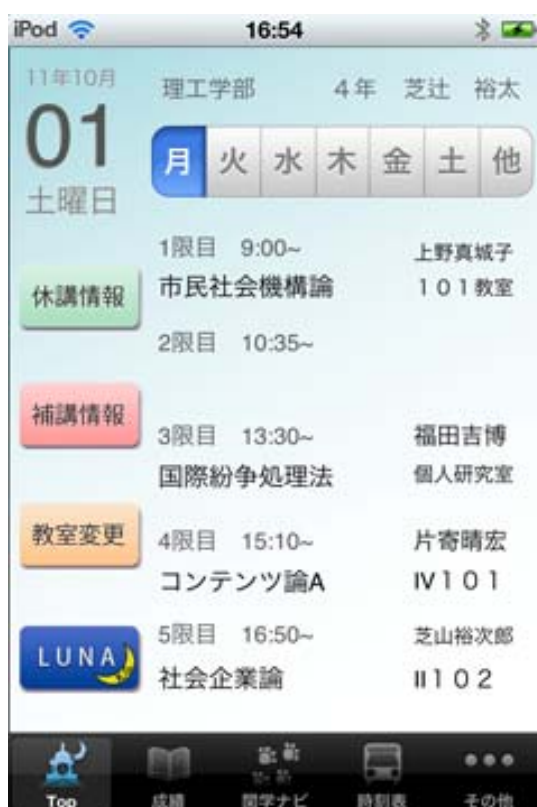 iPod 16:54
11年10月
01
土曜日
理工学部 4年 芝辻 裕太
月 火 水 木 金 土 他
1限目 9:00~ 上野真城子
市民社会機構論 101教室
2限目 10:35~
3限目 13:30~ 福田吉博
国際紛争処理法 個人研究室
4限目 15:10~ 片寄晴宏
コンテンツ論A Ⅳ101
5限目 16:50~ 芝山裕次郎
社会企業論 Ⅱ102
休講情報
補講情報
教室変更
LUNA
Top 成績 関学ナビ 時刻表 その他